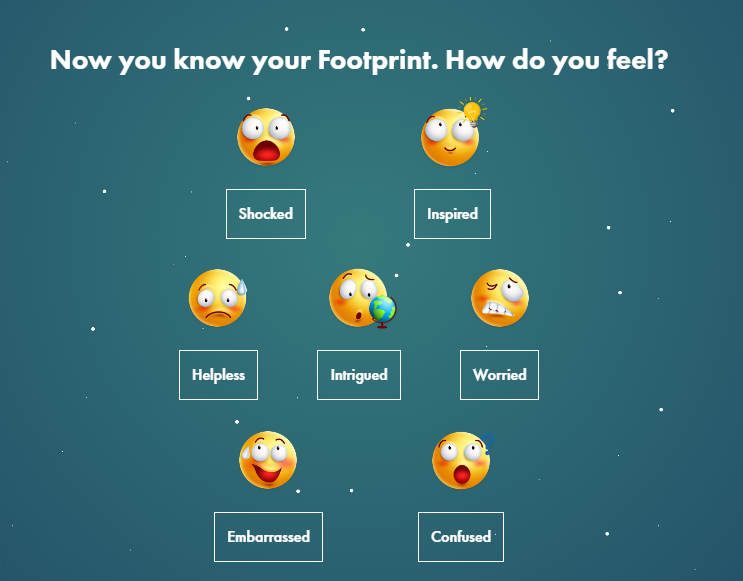 Now you know your Footprint. How do you feel?
Shocked
Inspired
Helpless
Intrigued
Worried
Embarrassed
Confused